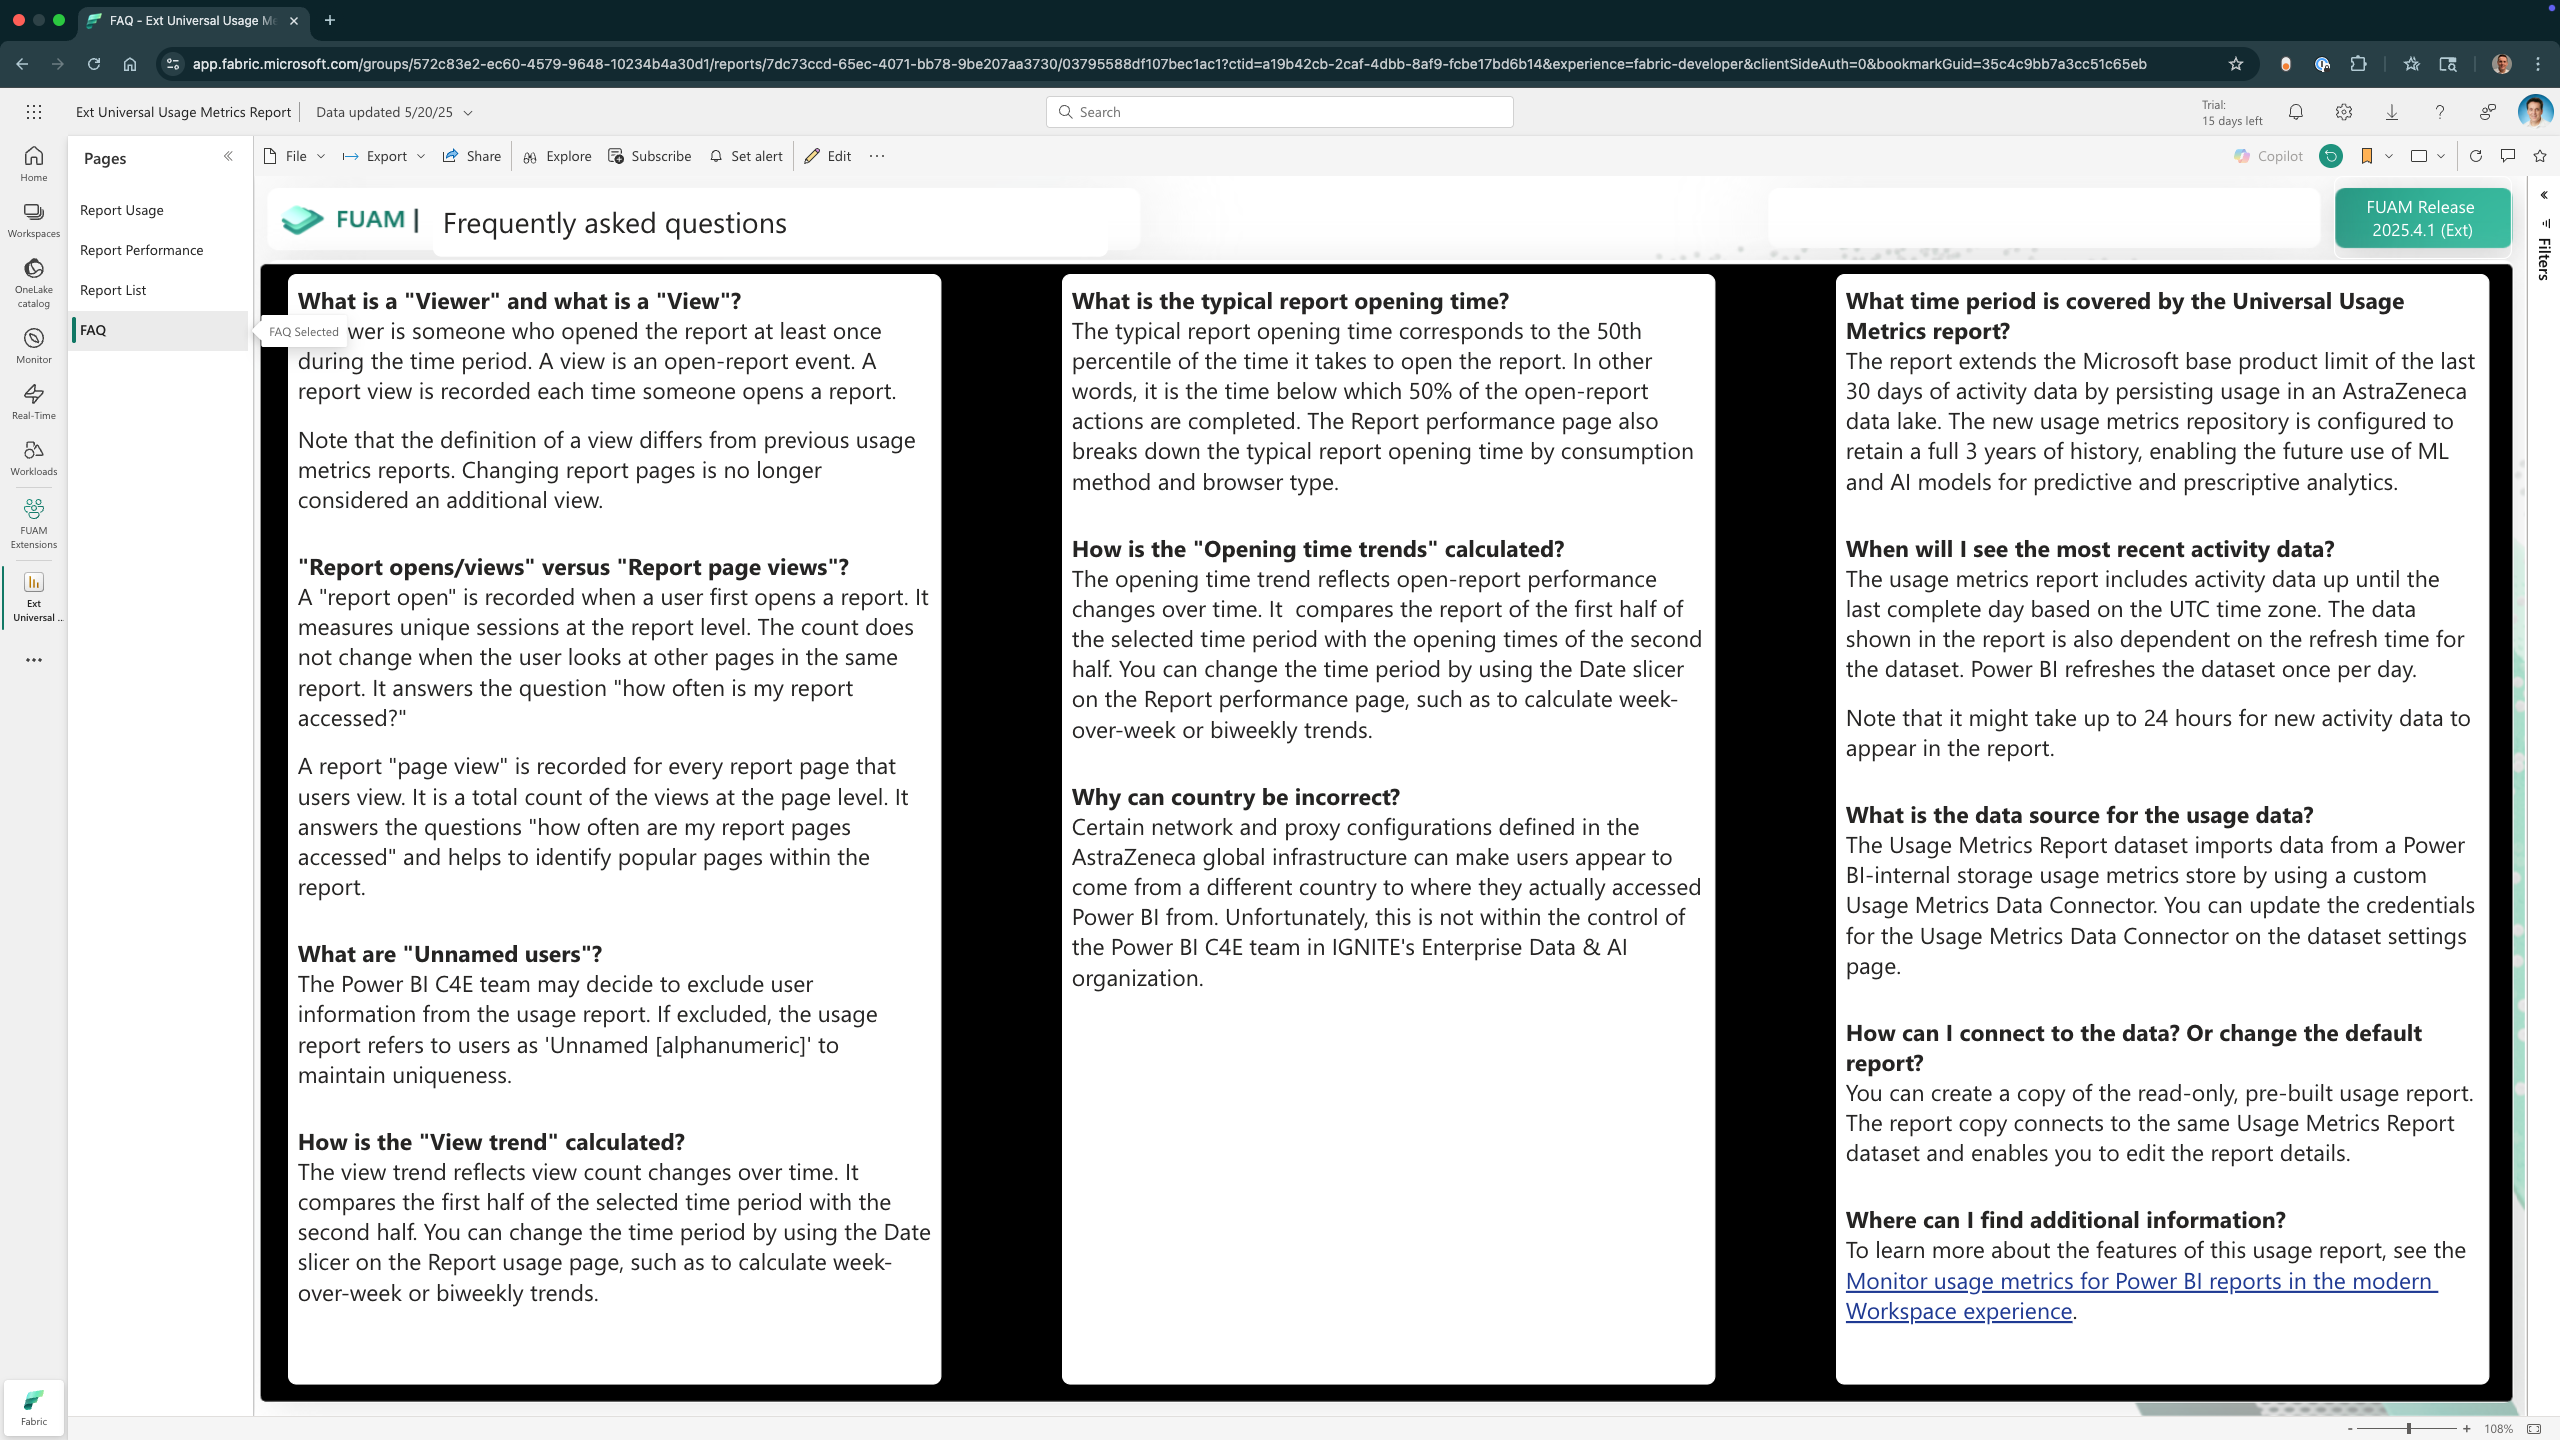 FAQ - Ext Universal Usage Me
app.fabric.microsoft.com/groups/572c83e2-ec60-4579-9648-10234b4a30d1/reports/7dc73ccd-65ec-4071-bb78-9be207aa3730/03795588df107bec1ac1?ctid=a19b42cb-2caf-4dbb-8af9-fcbe17bd6b14&experience=fabric-developer&clientSideAuth=0&bookmarkGuid=35c4c9bb7a3cc51c65eb
Ext Universal Usage Metrics Report
Data updated 5/20/25
Search
Trial:
15 days left
Home
Workspaces
OneLake
catalog
Monitor
Real-Time
Workloads
FUAM
Extensions
Ext
Universal ...
Fabric
Pages
Report Usage
Report Performance
Report List
FAQ
FAQ Selected
File
Export
Share
Explore
Subscribe
Set alert
Edit
Copilot
FUAM |
Frequently asked questions
FUAM Release
2025.4.1 (Ext)
Filters
What is a "Viewer" and what is a "View"?
wer is someone who opened the report at least once
during the time period. A view is an open-report event. A
report view is recorded each time someone opens a report.
Note that the definition of a view differs from previous usage
metrics reports. Changing report pages is no longer
considered an additional view.
"Report opens/views" versus "Report page views"?
A "report open" is recorded when a user first opens a report. It
measures unique sessions at the report level. The count does
not change when the user looks at other pages in the same
report. It answers the question "how often is my report
accessed?"
A report "page view" is recorded for every report page that
users view. It is a total count of the views at the page level. It
answers the questions "how often are my report pages
accessed" and helps to identify popular pages within the
report.
What are "Unnamed users"?
The Power BI C4E team may decide to exclude user
information from the usage report. If excluded, the usage
report refers to users as 'Unnamed [alphanumeric]' to
maintain uniqueness.
How is the "View trend" calculated?
The view trend reflects view count changes over time. It
compares the first half of the selected time period with the
second half. You can change the time period by using the Date
slicer on the Report usage page, such as to calculate week-
over-week or biweekly trends.
What is the typical report opening time?
The typical report opening time corresponds to the 50th
percentile of the time it takes to open the report. In other
words, it is the time below which 50% of the open-report
actions are completed. The Report performance page also
breaks down the typical report opening time by consumption
method and browser type.
How is the "Opening time trends" calculated?
The opening time trend reflects open-report performance
changes over time. It  compares the report of the first half of
the selected time period with the opening times of the second
half. You can change the time period by using the Date slicer
on the Report performance page, such as to calculate week-
over-week or biweekly trends.
Why can country be incorrect?
Certain network and proxy configurations defined in the
AstraZeneca global infrastructure can make users appear to
come from a different country to where they actually accessed
Power BI from. Unfortunately, this is not within the control of
the Power BI C4E team in IGNITE's Enterprise Data & AI
organization.
What time period is covered by the Universal Usage
Metrics report?
The report extends the Microsoft base product limit of the last
30 days of activity data by persisting usage in an AstraZeneca
data lake. The new usage metrics repository is configured to
retain a full 3 years of history, enabling the future use of ML
and AI models for predictive and prescriptive analytics.
When will I see the most recent activity data?
The usage metrics report includes activity data up until the
last complete day based on the UTC time zone. The data
shown in the report is also dependent on the refresh time for
the dataset. Power BI refreshes the dataset once per day.
Note that it might take up to 24 hours for new activity data to
appear in the report.
What is the data source for the usage data?
The Usage Metrics Report dataset imports data from a Power
BI-internal storage usage metrics store by using a custom
Usage Metrics Data Connector. You can update the credentials
for the Usage Metrics Data Connector on the dataset settings
page.
How can I connect to the data? Or change the default
report?
You can create a copy of the read-only, pre-built usage report.
The report copy connects to the same Usage Metrics Report
dataset and enables you to edit the report details.
Where can I find additional information?
To learn more about the features of this usage report, see the
Monitor usage metrics for Power BI reports in the modern
Workspace experience.
- + 108%